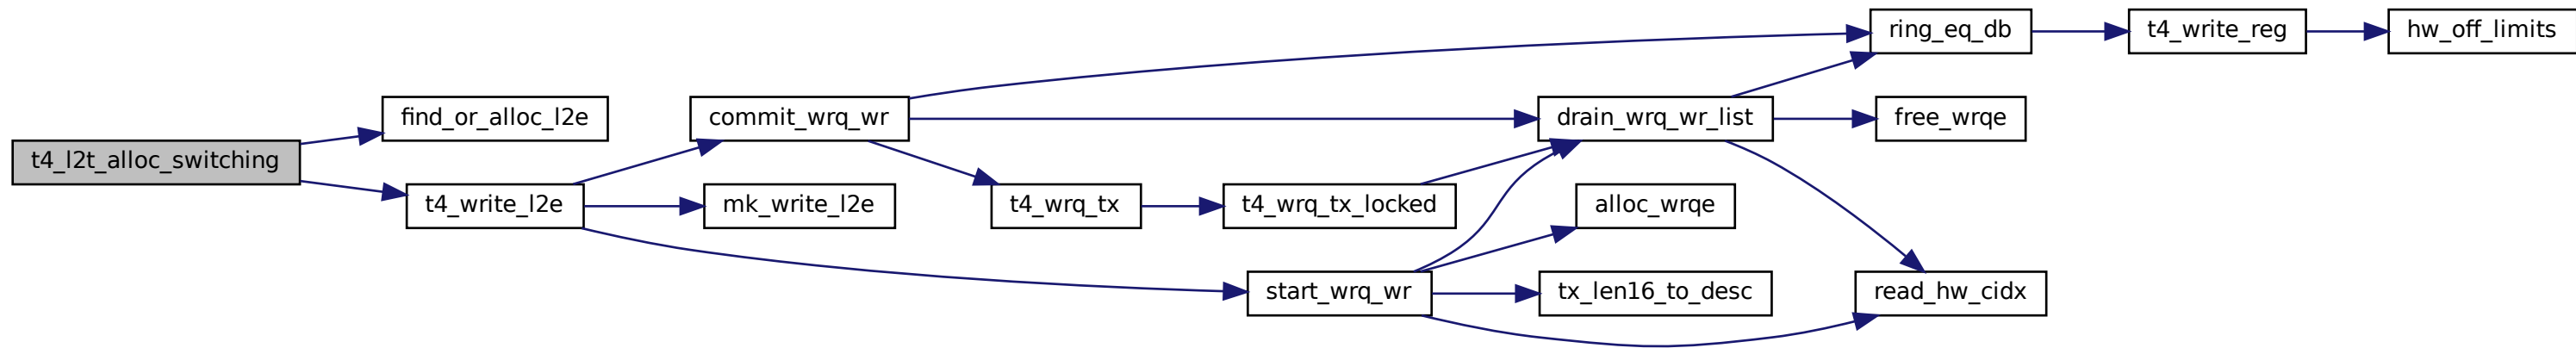 t4_l2t_alloc_switching
find_or_alloc_l2e
t4_write_l2e
commit_wrq_wr
mk_write_l2e
t4_wrq_tx
t4_wrq_tx_locked
start_wrq_wr
drain_wrq_wr_list
alloc_wrqe
tx_len16_to_desc
ring_eq_db
free_wrqe
read_hw_cidx
t4_write_reg
hw_off_limits